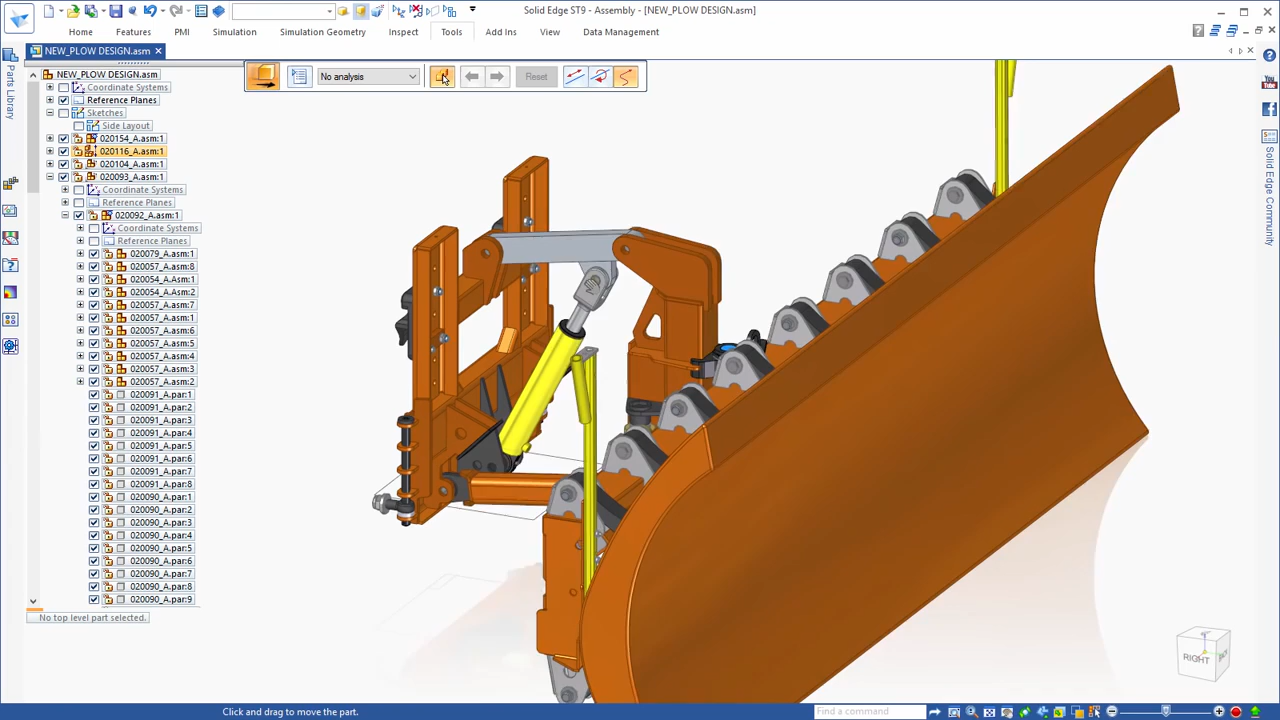 Solid Edge ST9 - Assembly - [NEW_PLOW DESIGN.asm]
Home Features PMI Simulation Simulation Geometry Inspect Tools Add Ins View Data Management
NEW_PLOW DESIGN.asm
No analysis
Reset
Parts Library
NEW_PLOW DESIGN.asm
Coordinate Systems
Reference Planes
Sketches
Side Layout
020154_A.asm:1
020116_A.asm:1
020104_A.asm:1
020093_A.asm:1
Coordinate Systems
Reference Planes
020092_A.asm:1
Coordinate Systems
Reference Planes
020079_A.asm:1
020057_A.asm:8
020054_A.Asm:1
020054_A.Asm:2
020057_A.asm:7
020057_A.asm:1
020057_A.asm:6
020057_A.asm:5
020057_A.asm:4
020057_A.asm:3
020057_A.asm:2
020091_A.par:1
020091_A.par:2
020091_A.par:3
020091_A.par:4
020091_A.par:5
020091_A.par:6
020091_A.par:7
020091_A.par:8
020090_A.par:1
020090_A.par:2
020090_A.par:3
020090_A.par:4
020090_A.par:5
020090_A.par:6
020090_A.par:7
020090_A.par:8
020090_A.par:9
No top level part selected.
You Tube
Solid Edge Community
RIGHT
Click and drag to move the part.
Find a command